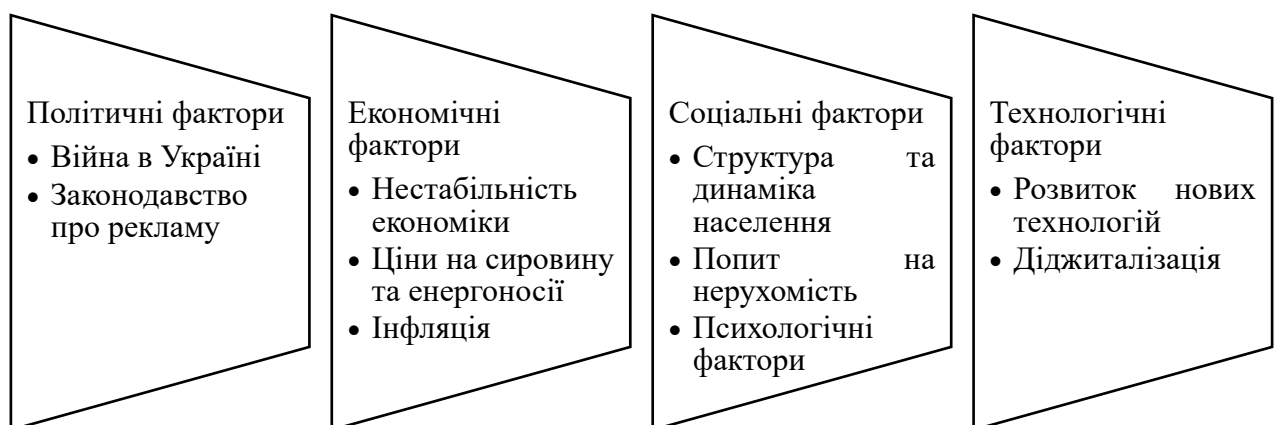 Політичні фактори
• Війна в Україні
• Законодавство
про рекламу
Економічні
фактори
• Нестабільність
економіки
• Ціни на сировину
та енергоносії
• Інфляція
Соціальні фактори
• Структура та
динаміка
населення
• Попит на
нерухомість
• Психологічні
фактори
Технологічні
фактори
• Розвиток нових
технологій
• Діджиталізація